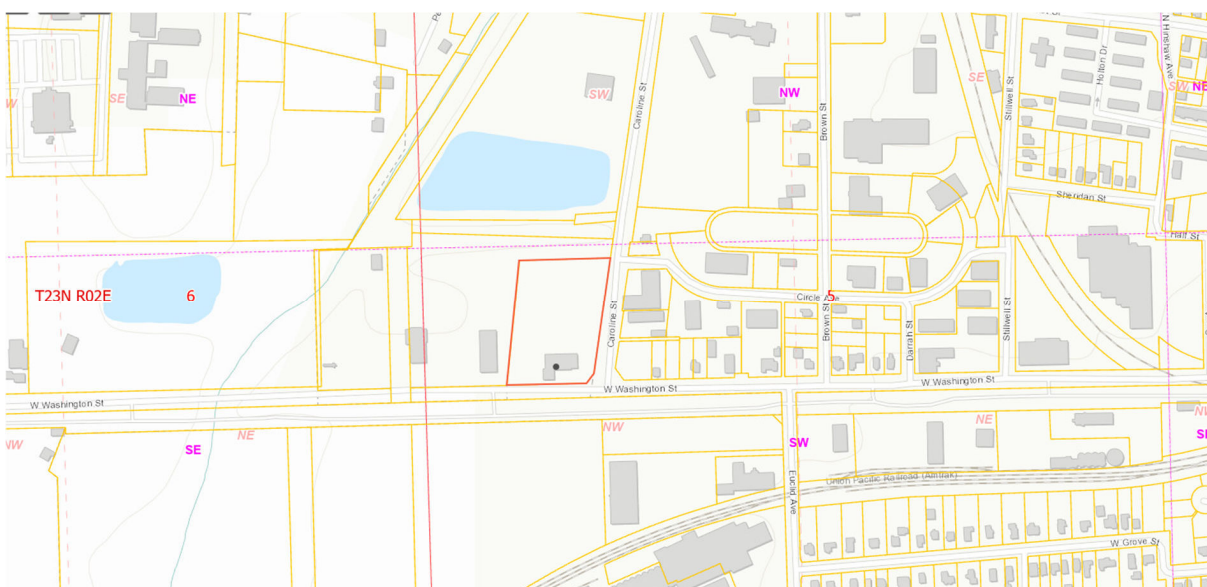 N Hinshaw Ave
Holton Dr
Stillwell St
SE
SW
NE
NW
SE
NE
SW
NW
Caroline St
Brown St
Sheridan St
Half St
T23N R02E
6
Circle Ave
5
Caroline St
Brown St
Darrah St
Stillwell St
W Washington St
W Washington St
W Washington St
NW
NE
SE
NW
SW
NE
Euclid Ave
Union Pacific Railroad (Amtrak)
W Grove St